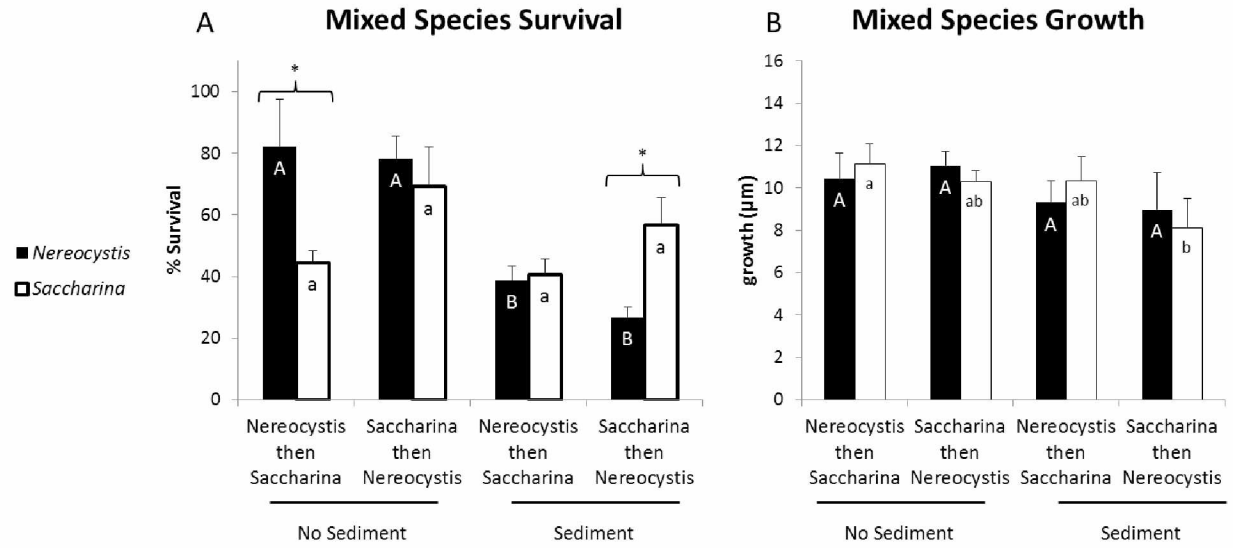 A
Mixed Species Survival
% Survival
100
80
60
40
20
0
*
*
A
a
A
a
B
a
B
a
Nereocystis
Saccharina
Nereocystis
then
Saccharina
Saccharina
then
Nereocystis
Nereocystis
then
Saccharina
Saccharina
then
Nereocystis
No Sediment
Sediment
B
Mixed Species Growth
growth (µm)
16
14
12
10
8
6
4
2
0
A
a
A
ab
A
ab
A
b
Nereocystis
then
Saccharina
Saccharina
then
Nereocystis
Nereocystis
then
Saccharina
Saccharina
then
Nereocystis
No Sediment
Sediment